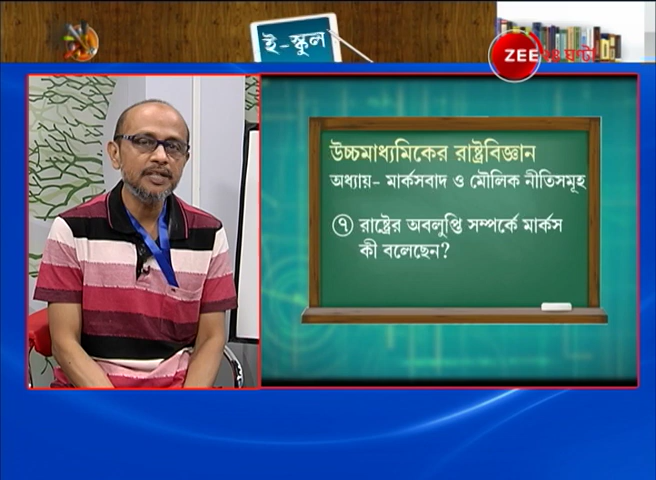 ই-স্কুল
ZEE ২৪ ঘণ্টা
উচ্চমাধ্যমিকের রাষ্ট্রবিজ্ঞান
অধ্যায়- মার্কসবাদ ও মৌলিক নীতিসমূহ
৭ রাষ্ট্রের অবলুপ্তি সম্পর্কে মার্কস
কী বলেছেন?